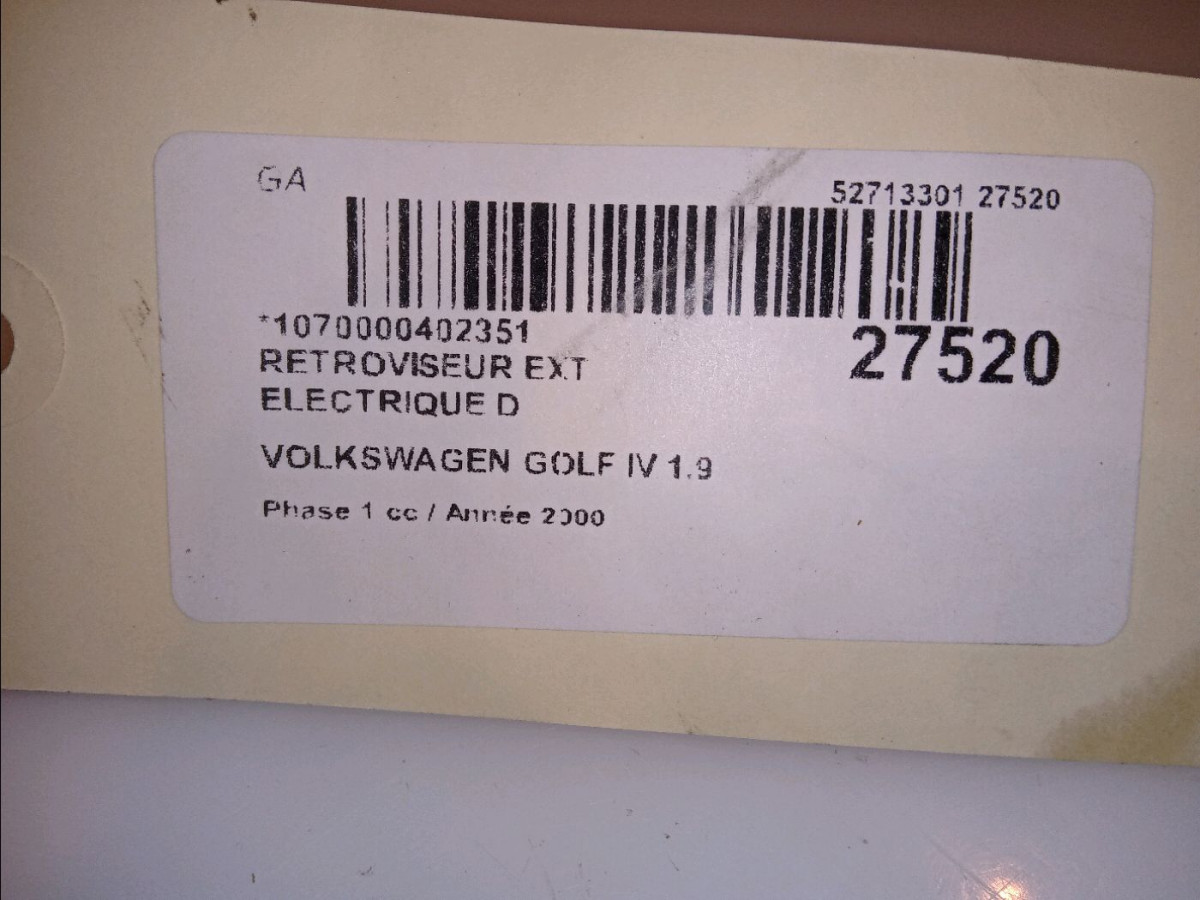 GA
52713301 27520
*1070000402351
27520
RETROVISEUR EXT
ELECTRIQUE D
VOLKSWAGEN GOLF IV 1.9
Phase 1 cc / Année 2000